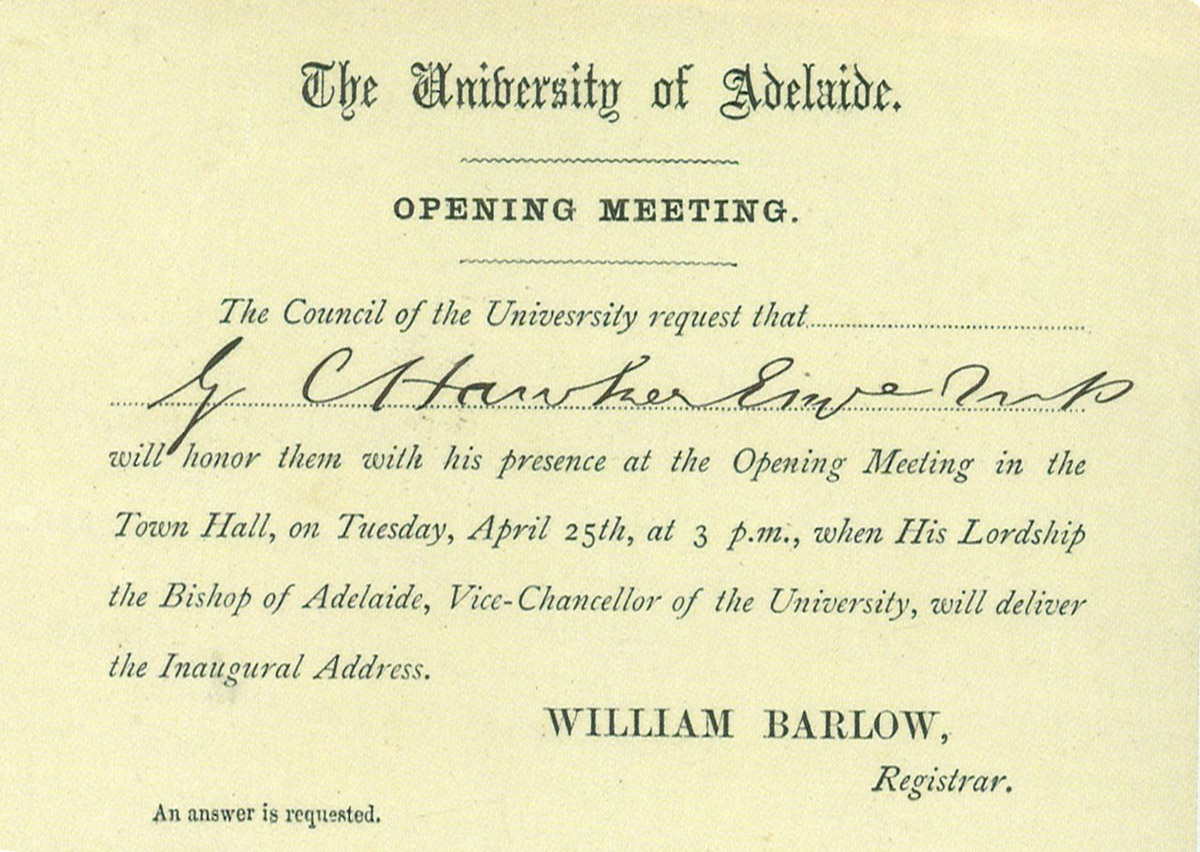 The University of Adelaide.
OPENING MEETING.
The Council of the Univesrsity request that
G C Hawker Esqre M P
will honor them with his presence at the Opening Meeting in the
Town Hall, on Tuesday, April 25th, at 3 p.m., when His Lordship
the Bishop of Adelaide, Vice-Chancellor of the University, will deliver
the Inaugural Address.
WILLIAM BARLOW,
Registrar.
An answer is requested.